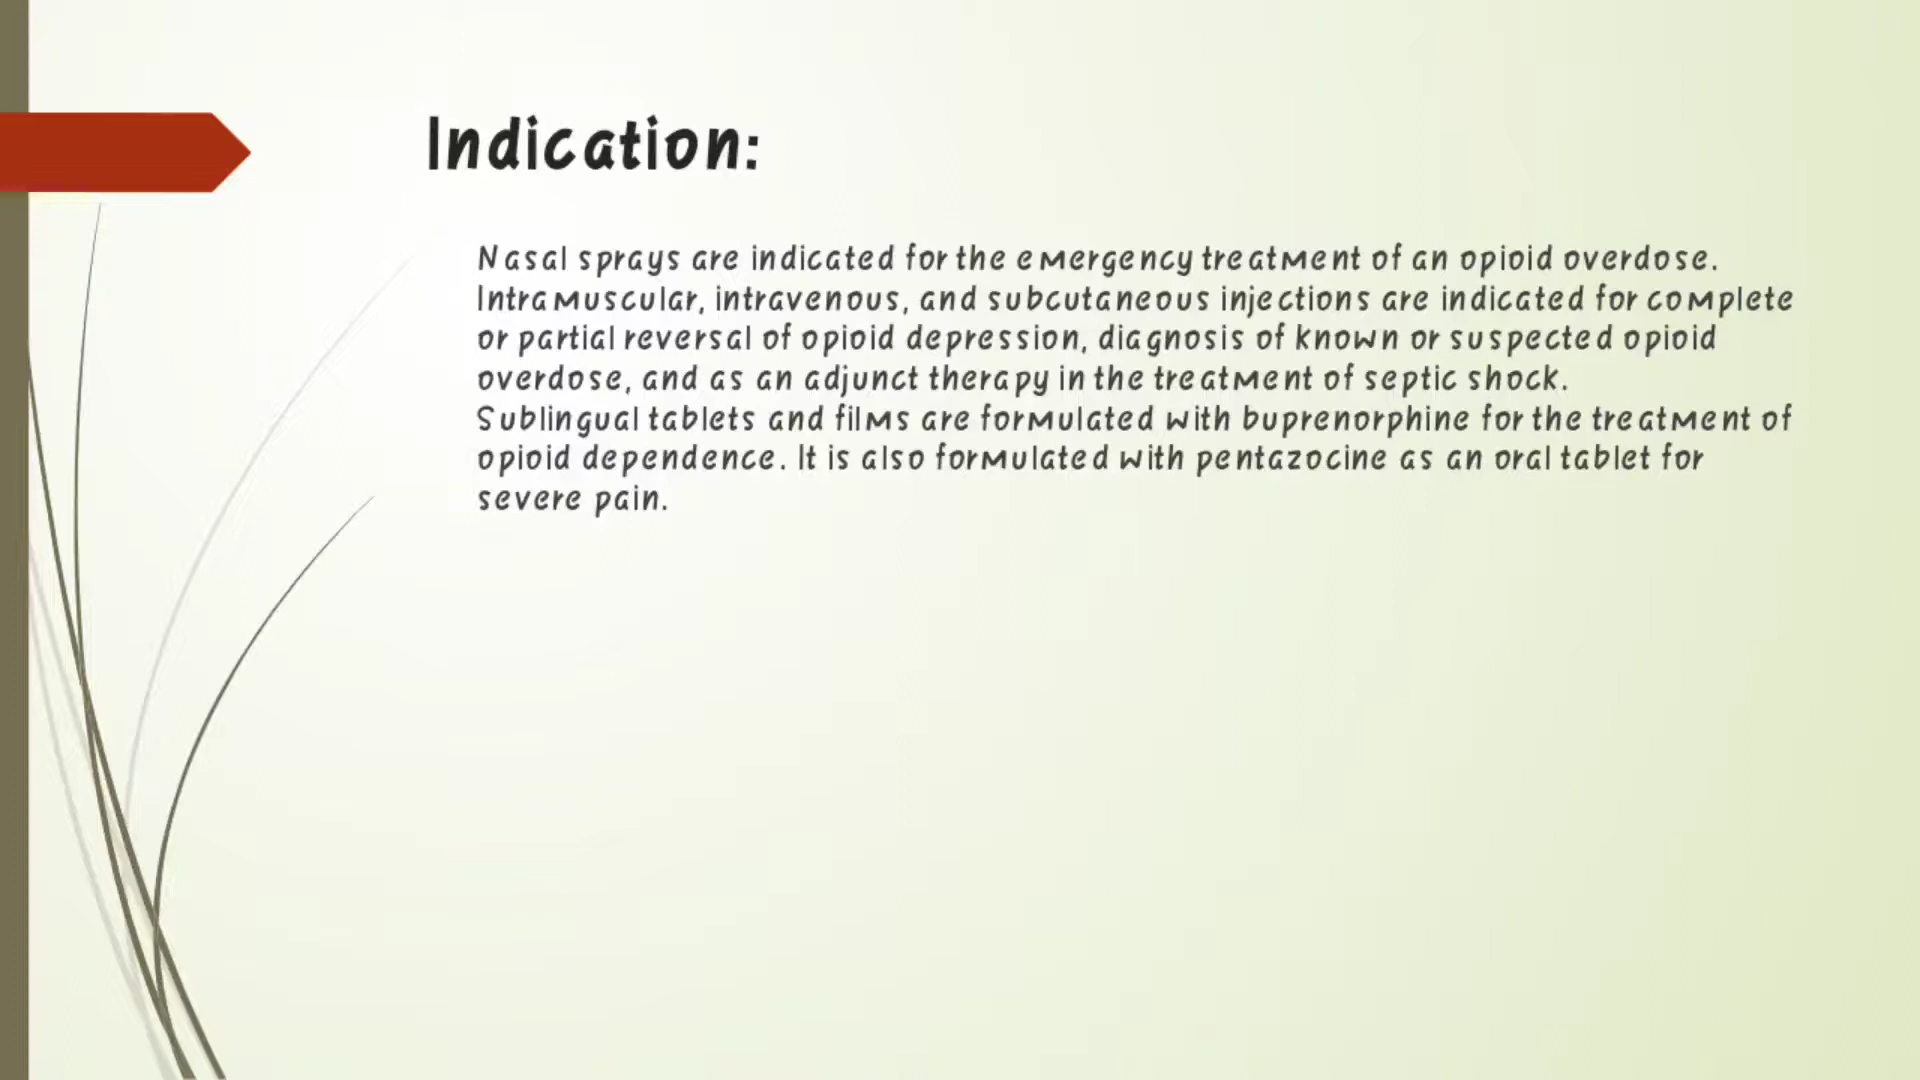 Indication:
Nasal sprays are indicated for the emergency treatment of an opioid overdose.
Intramuscular, intravenous, and subcutaneous injections are indicated for complete
or partial reversal of opioid depression, diagnosis of known or suspected opioid
overdose, and as an adjunct therapy in the treatment of septic shock.
Sublingual tablets and films are formulated with buprenorphine for the treatment of
opioid dependence. It is also formulated with pentazocine as an oral tablet for
severe pain.